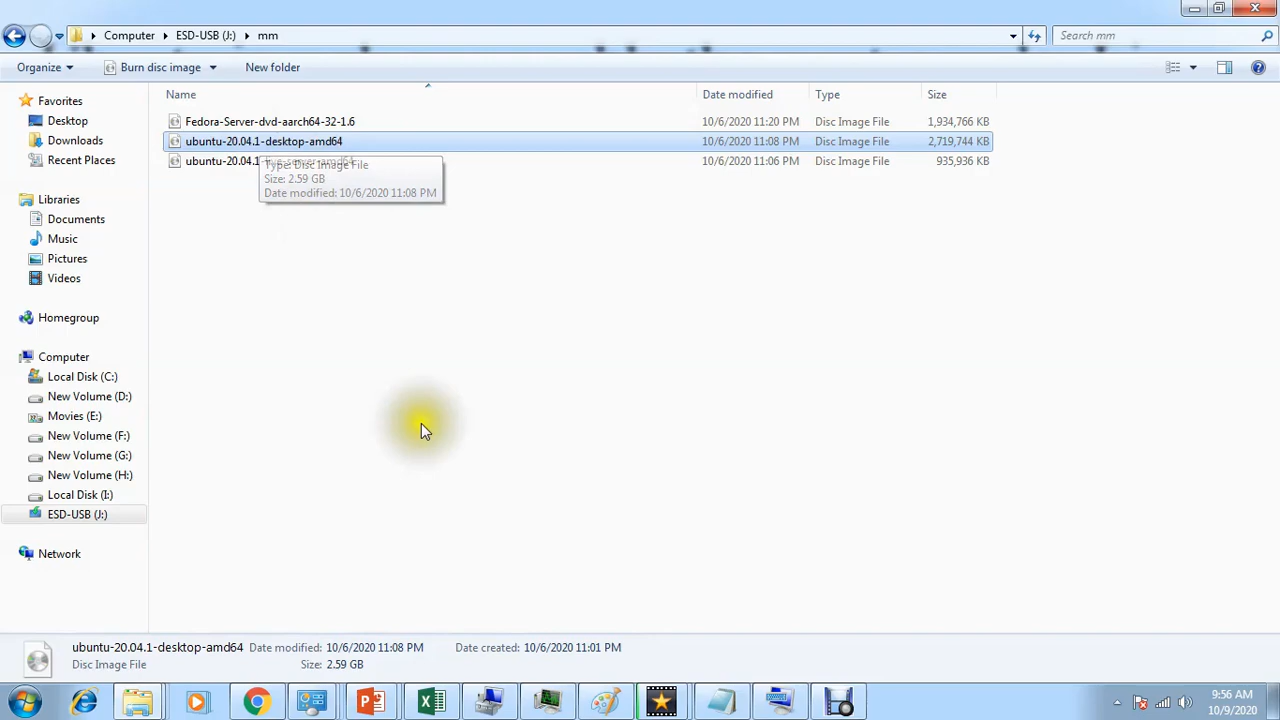 Computer ESD-USB (J:) mm Search mm
Organize Burn disc image New folder
Name Date modified Type Size
Fedora-Server-dvd-aarch64-32-1.6 10/6/2020 11:20 PM Disc Image File 1,934,766 KB
ubuntu-20.04.1-desktop-amd64 10/6/2020 11:08 PM Disc Image File 2,719,744 KB
ubuntu-20.04.1-live-server-amd64 10/6/2020 11:06 PM Disc Image File 935,936 KB
Type: Disc Image File
Size: 2.59 GB
Date modified: 10/6/2020 11:08 PM
Favorites
Desktop
Downloads
Recent Places
Libraries
Documents
Music
Pictures
Videos
Homegroup
Computer
Local Disk (C:)
New Volume (D:)
Movies (E:)
New Volume (F:)
New Volume (G:)
New Volume (H:)
Local Disk (I:)
ESD-USB (J:)
Network
ubuntu-20.04.1-desktop-amd64 Date modified: 10/6/2020 11:08 PM Date created: 10/6/2020 11:01 PM
Disc Image File Size: 2.59 GB
9:56 AM
10/9/2020